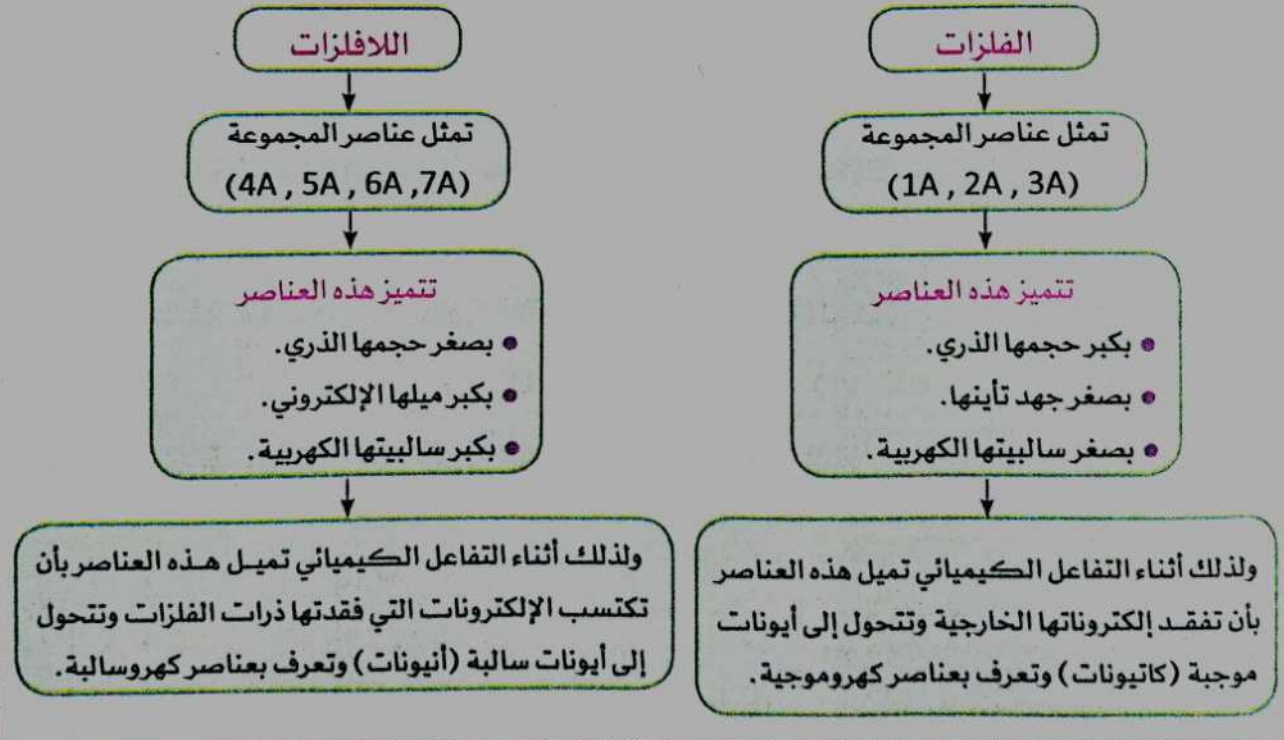 الفلزات
تمثل عناصر المجموعة
(1A , 2A , 3A)
تتميز هذه العناصر
• بكبر حجمها الذري.
• بصغر جهد تأينها.
• بصغر سالبيتها الكهربية.
ولذلك أثناء التفاعل الكيميائي تميل هذه العناصر
بأن تفقد إلكتروناتها الخارجية وتتحول إلى أيونات
موجبة (كاتيونات) وتعرف بعناصر كهروموجبة.
اللافلزات
تمثل عناصر المجموعة
(4A , 5A , 6A ,7A)
تتميز هذه العناصر
• بصغر حجمها الذري.
• بكبر ميلها الإلكتروني.
• بكبر سالبيتها الكهربية.
ولذلك أثناء التفاعل الكيميائي تميل هذه العناصر بأن
تكتسب الإلكترونات التي فقدتها ذرات الفلزات وتتحول
إلى أيونات سالبة (أنيونات) وتعرف بعناصر كهروسالبة.